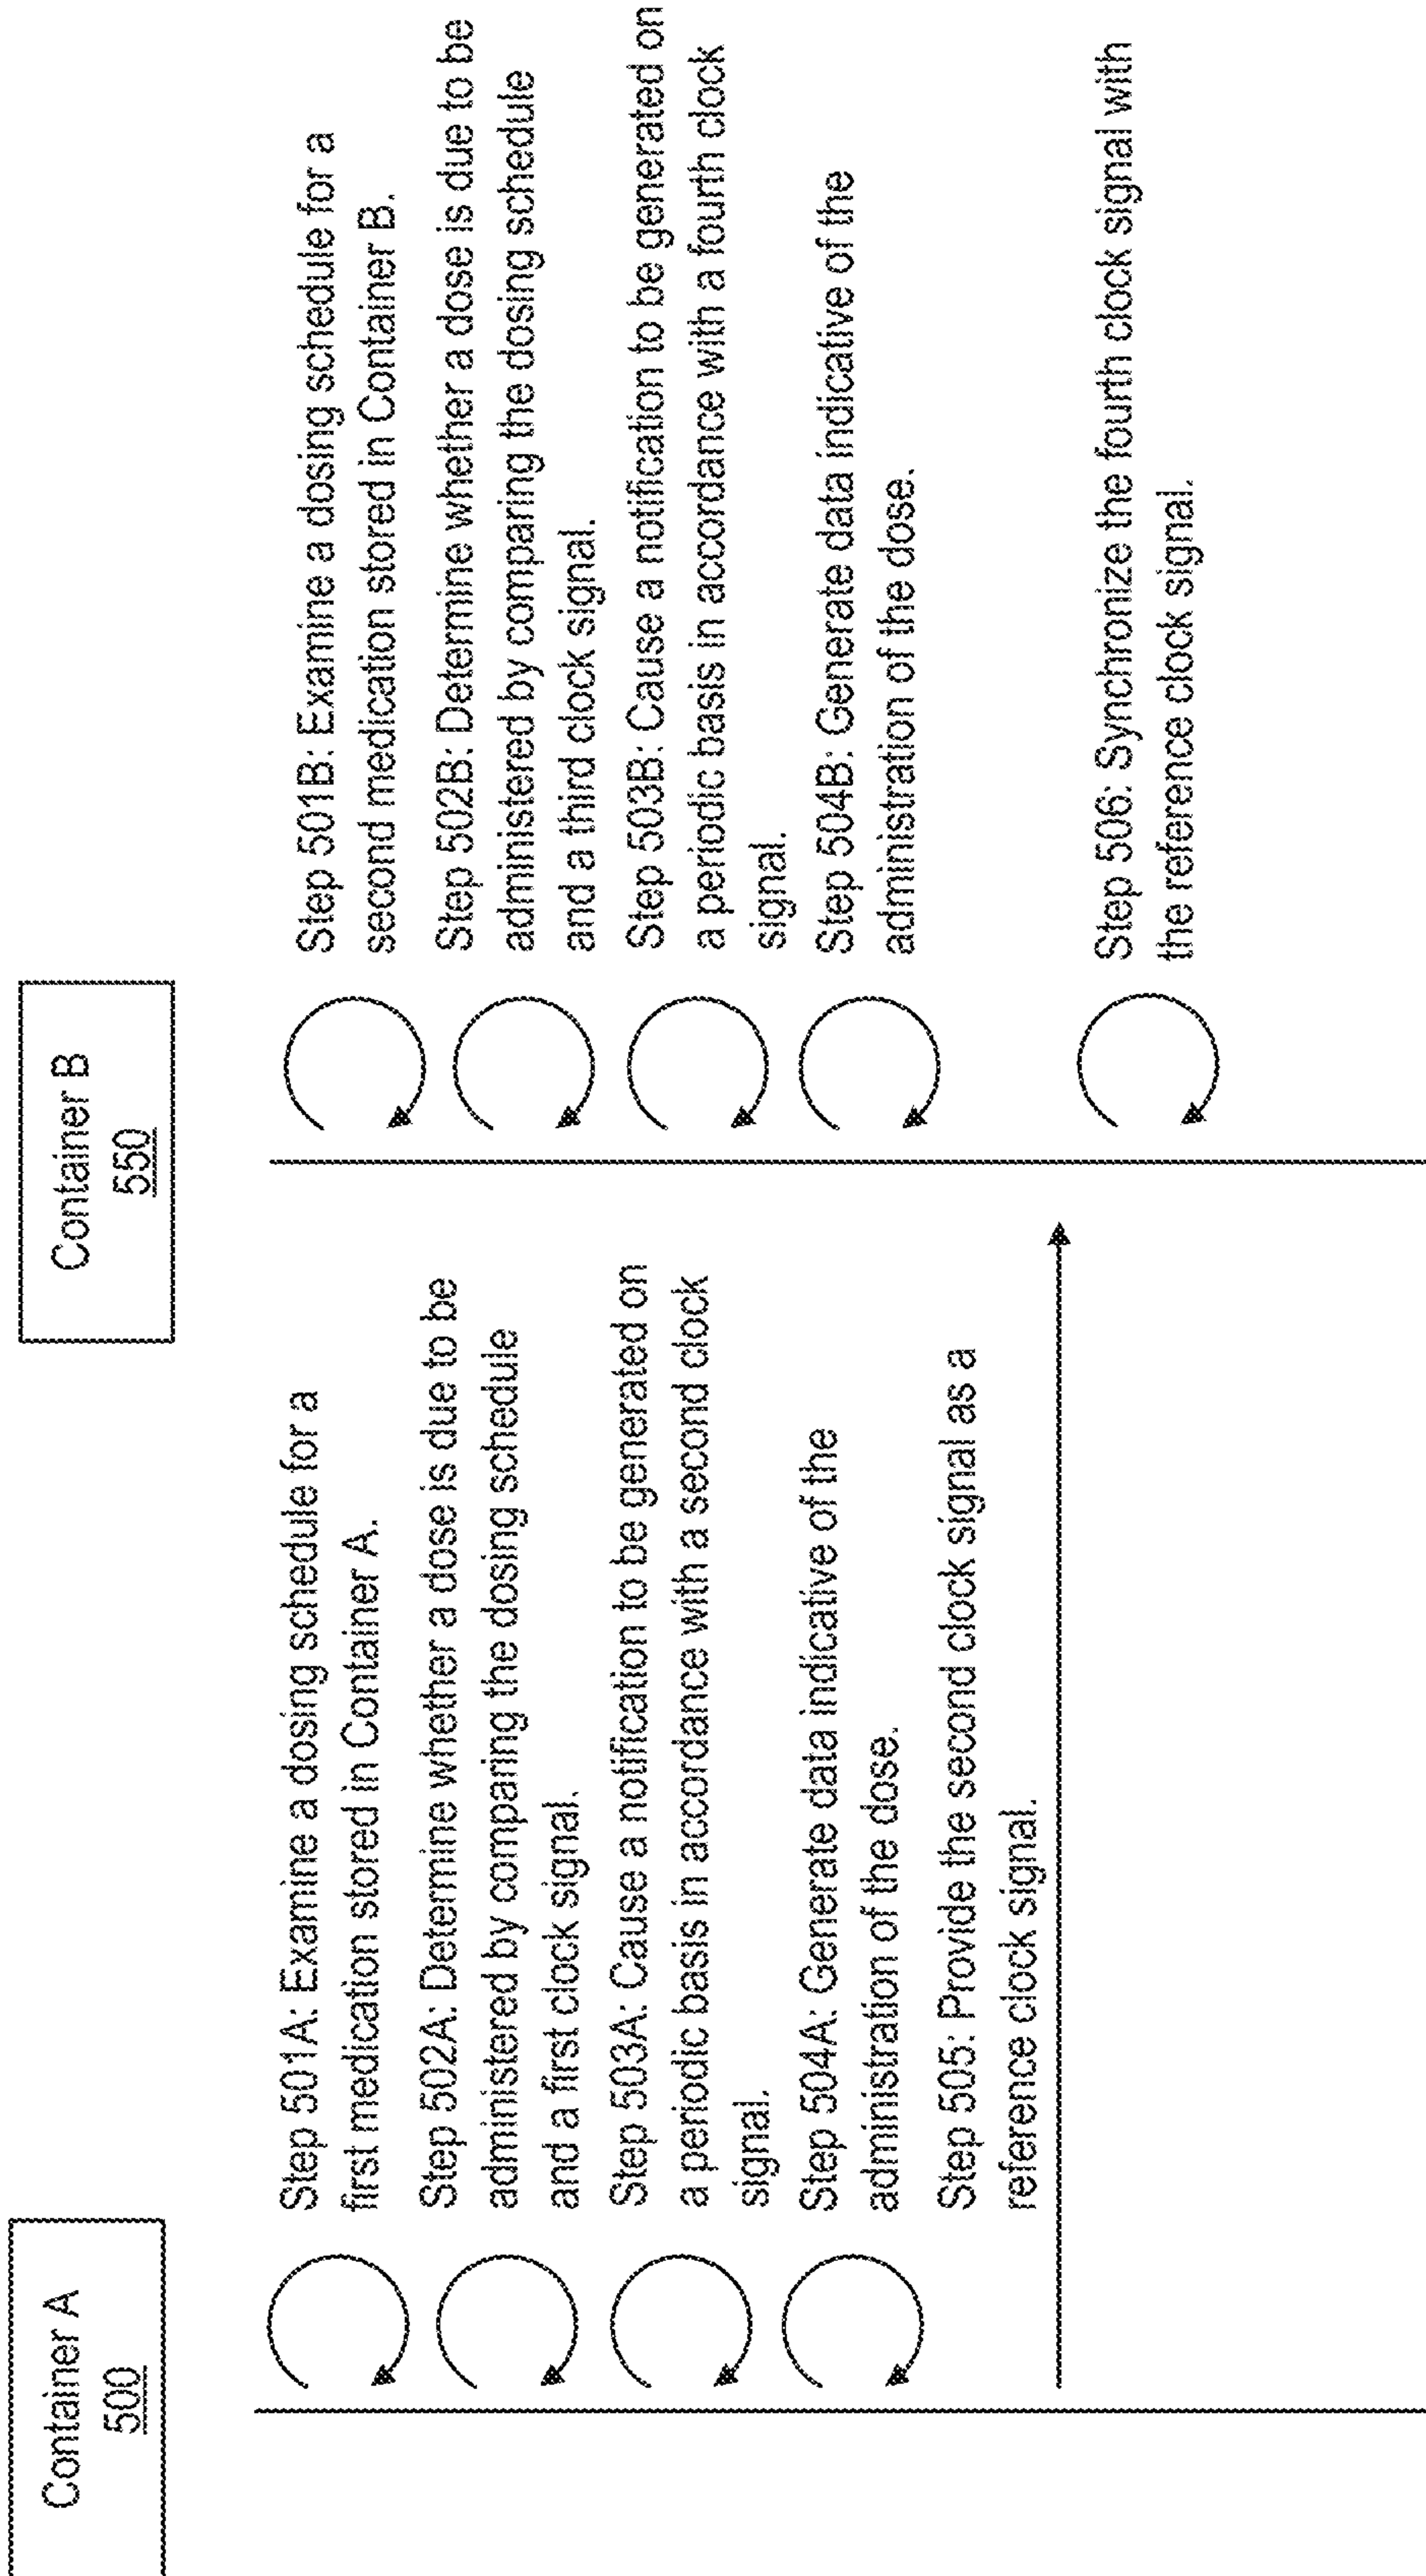 Container A
500
Step 501A: Examine a dosing schedule for a
first medication stored in Container A.
Step 502A: Determine whether a dose is due to be
administered by comparing the dosing schedule
and a first clock signal.
Step 503A: Cause a notification to be generated on
a periodic basis in accordance with a second clock
signal.
Step 504A: Generate data indicative of the
administration of the dose.
Step 505: Provide the second clock signal as a
reference clock signal.
Container B
550
Step 501B: Examine a dosing schedule for a
second medication stored in Container B.
Step 502B: Determine whether a dose is due to be
administered by comparing the dosing schedule
and a third clock signal.
Step 503B: Cause a notification to be generated on
a periodic basis in accordance with a fourth clock
signal.
Step 504B: Generate data indicative of the
administration of the dose.
Step 506: Synchronize the fourth clock signal with
the reference clock signal.